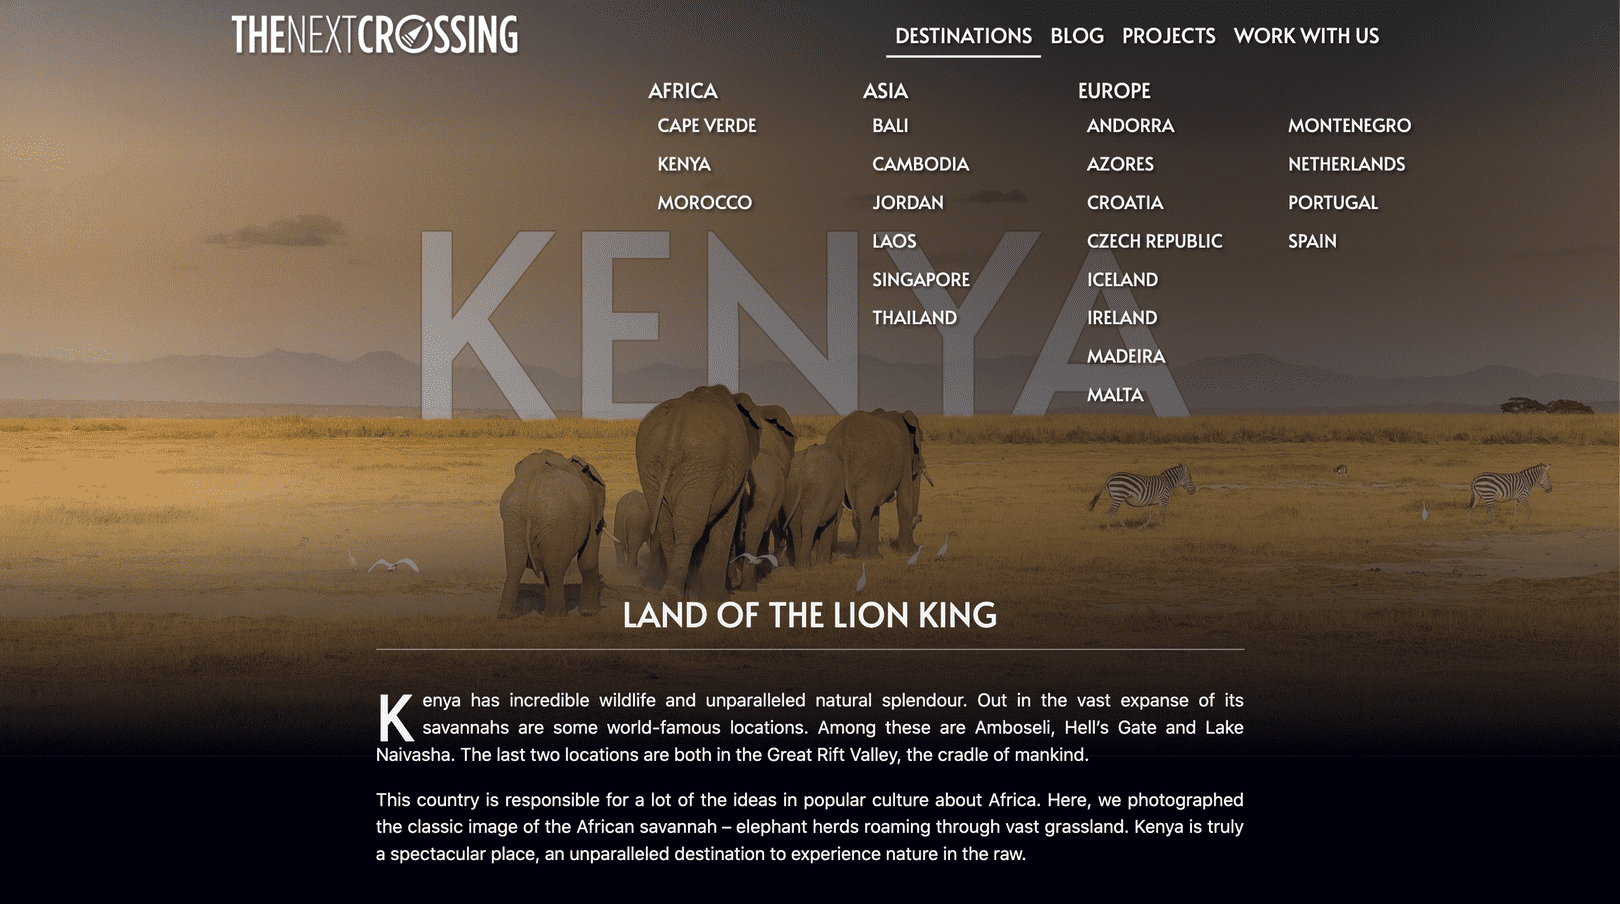 THENEXTCROSSING
DESTINATIONS BLOG PROJECTS WORK WITH US
AFRICA
CAPE VERDE
KENYA
MOROCCO
ASIA
BALI
CAMBODIA
JORDAN
LAOS
SINGAPORE
THAILAND
EUROPE
ANDORRA
AZORES
CROATIA
CZECH REPUBLIC
ICELAND
IRELAND
MADEIRA
MALTA
MONTENEGRO
NETHERLANDS
PORTUGAL
SPAIN
KENYA
LAND OF THE LION KING
Kenya has incredible wildlife and unparalleled natural splendour. Out in the vast expanse of its
savannahs are some world-famous locations. Among these are Amboseli, Hell’s Gate and Lake
Naivasha. The last two locations are both in the Great Rift Valley, the cradle of mankind.
This country is responsible for a lot of the ideas in popular culture about Africa. Here, we photographed
the classic image of the African savannah – elephant herds roaming through vast grassland. Kenya is truly
a spectacular place, an unparalleled destination to experience nature in the raw.